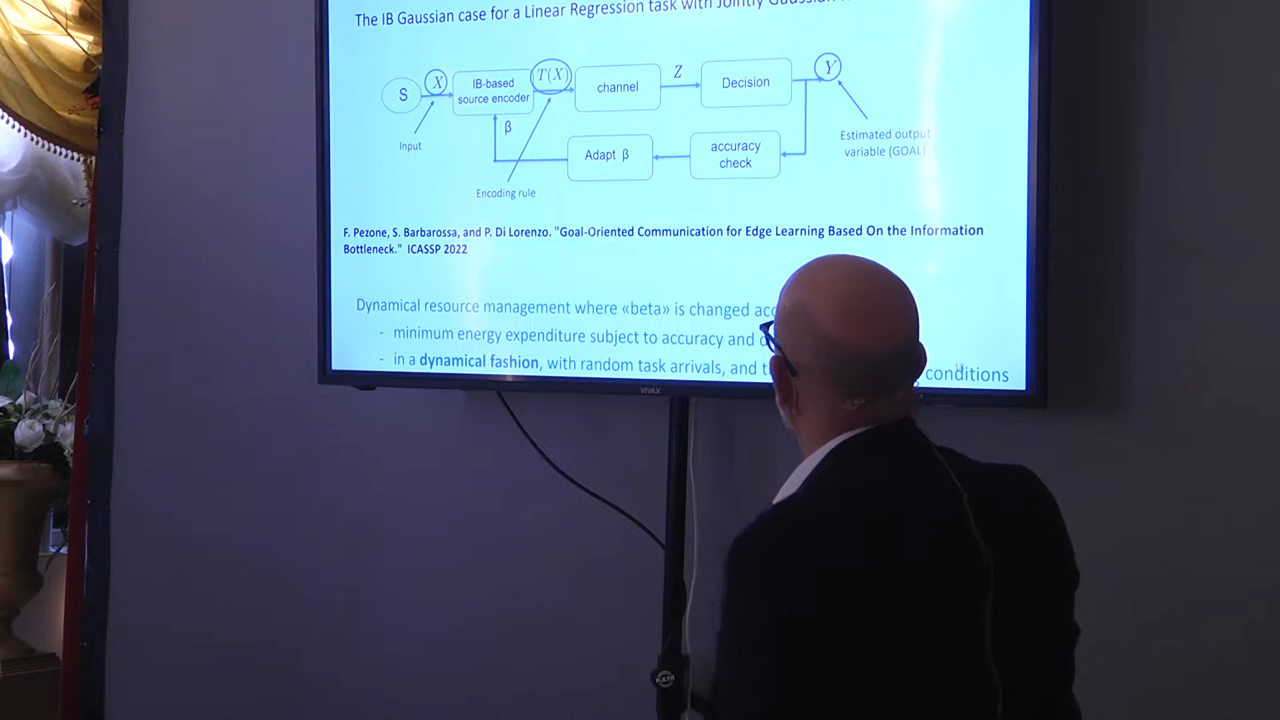 The IB Gaussian case for a Linear Regression task with Jointly Gaussian
S
X
IB-based
source encoder
T(X)
channel
Z
Decision
Y
β
Input
Adapt β
accuracy
check
Estimated output
variable (GOAL)
Encoding rule
F. Pezone, S. Barbarossa, and P. Di Lorenzo. "Goal-Oriented Communication for Edge Learning Based On the Information
Bottleneck." ICASSP 2022
Dynamical resource management where «beta» is changed
- minimum energy expenditure subject to accuracy and
- in a dynamical fashion, with random task arrivals, and conditions
VIVAX
K&M